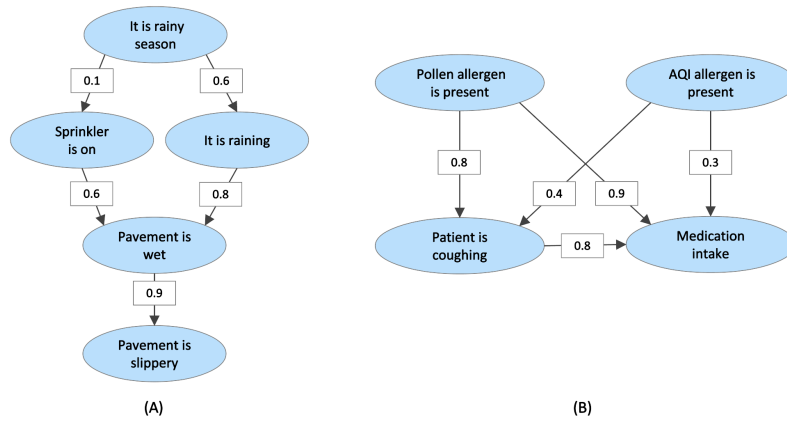 It is rainy
season
0.1
0.6
Sprinkler
is on
It is raining
0.6
0.8
Pavement is
wet
0.9
Pavement is
slippery
(A)
Pollen allergen
is present
AQI allergen is
present
0.8
0.3
0.4
0.9
Patient is
coughing
0.8
Medication
intake
(B)